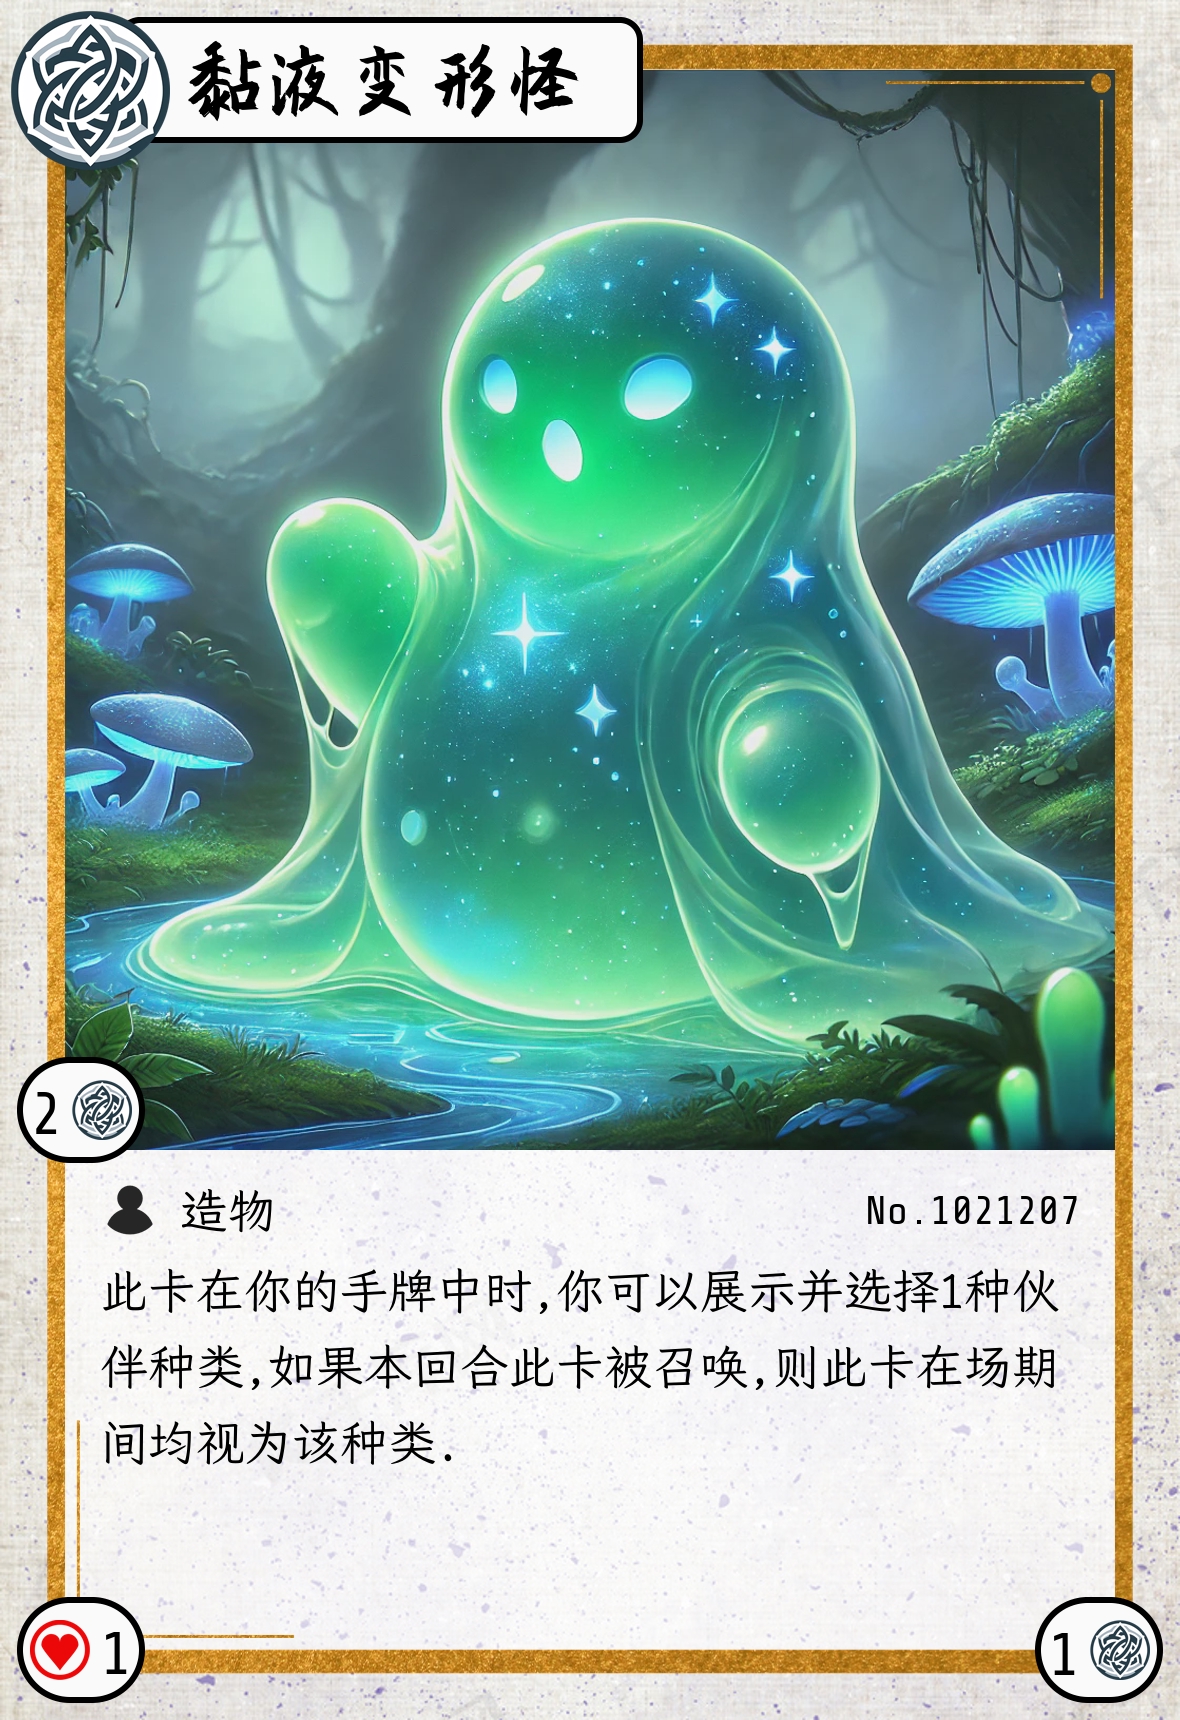 黏液变形怪
2
造物
No.1021207
此卡在你的手牌中时,你可以展示并选择1种伙
伴种类,如果本回合此卡被召唤,则此卡在场期
间均视为该种类.
1
1